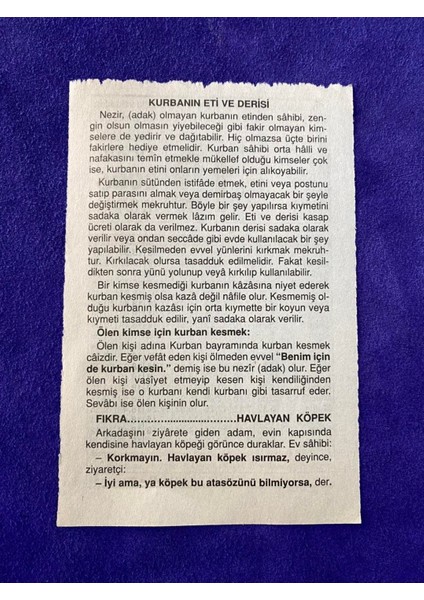 KURBANIN ETİ VE DERİSİ
Nezir, (adak) olmayan kurbanın etinden sâhibi, zen-
gin olsun olmasın yiyebileceği gibi fakir olmayan kim-
selere de yedirir ve dağıtabilir. Hiç olmazsa üçte birini
fakirlere hediye etmelidir. Kurban sâhibi orta hâlli ve
nafakasını temîn etmekle mükellef olduğu kimseler çok
ise, kurbanın etini onların yemeleri için alıkoyabilir.
Kurbanın sütünden istifâde etmek, etini veya postunu
satıp parasını almak veya demirbaş olmayacak bir şeyle
değiştirmek mekruhtur. Böyle bir şey yapılırsa kıymetini
sadaka olarak vermek lâzım gelir. Eti ve derisi kasap
ücreti olarak da verilmez. Kurbanın derisi sadaka olarak
verilir veya ondan seccâde gibi evde kullanılacak bir şey
yapılabilir. Kesilmeden evvel yünlerini kırkmak mekruh-
tur. Kırkılacak olursa tasadduk edilmelidir. Fakat kesil-
dikten sonra yünü yolunup veyâ kırkılıp kullanılabilir.
Bir kimse kesmediği kurbanın kâzâsına niyet ederek
kurban kesmiş olsa kazâ değil nâfile olur. Kesmemiş ol-
duğu kurbanın kazâsı için orta kıymette bir koyun veya
kıymeti tasadduk edilir, yanî sadaka olarak verilir.
Ölen kimse için kurban kesmek:
Ölen kişi adına Kurban bayramında kurban kesmek
câizdir. Eğer vefât eden kişi ölmeden evvel “Benim için
de kurban kesin.” demiş ise bu nezir (adak) olur. Eğer
ölen kişi vasîyet etmeyip kesen kişi kendiliğinden
kesmiş ise o kurbanı kendi kurbanı gibi tasarruf eder.
Sevâbı ise ölen kişinin olur.
FIKRA................................HAVLAYAN KÖPEK
Arkadaşını ziyârete giden adam, evin kapısında
kendisine havlayan köpeği görünce duraklar. Ev sâhibi:
– Korkmayın. Havlayan köpek ısırmaz, deyince,
ziyaretçi:
– İyi ama, ya köpek bu atasözünü bilmiyorsa, der.